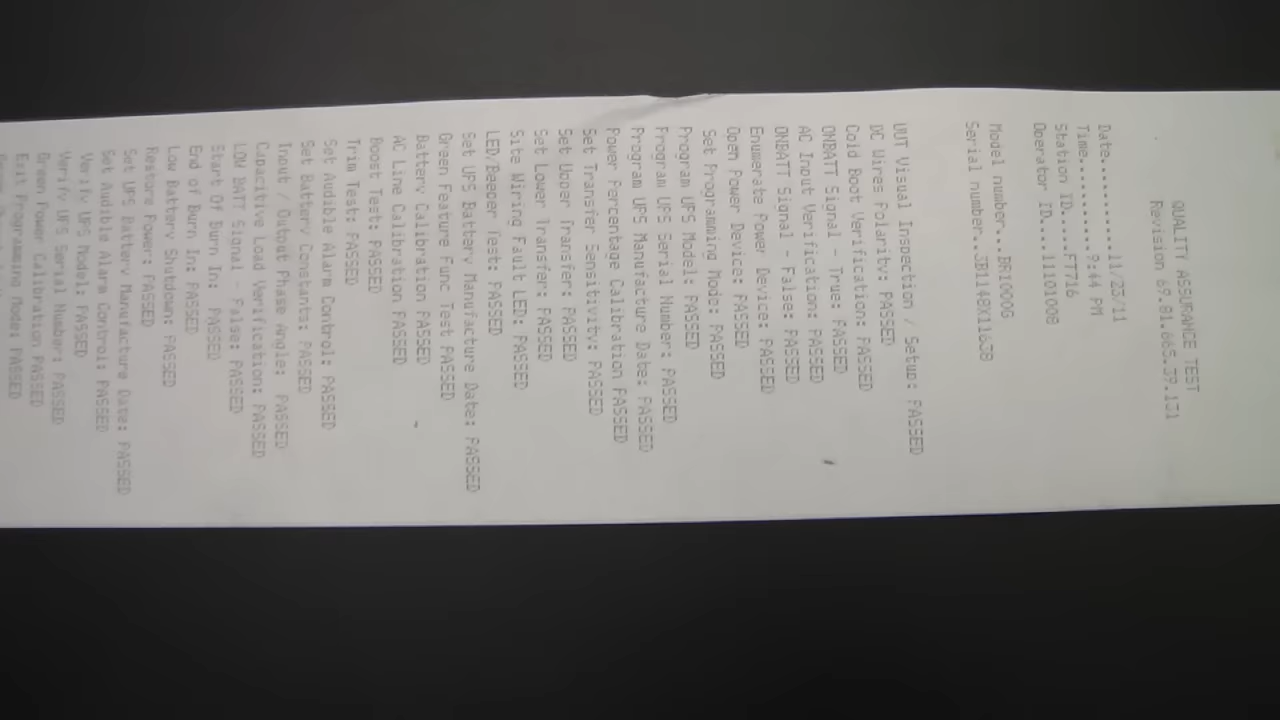 QUALITY ASSURANCE TEST
Revision 69.81.665.39.131
Date............11/23/11
Time............9:44 PM
Station ID.....F7716
Operator ID....11101008
Model number...BR1000G
Serial number..3B1148X11638
UUT Visual Inspection / Setup: PASSED
DC Wires Polarity: PASSED
Cold Boot Verification: PASSED
ONBATT Signal - True: PASSED
AC Input Verification: PASSED
ONBATT Signal - False: PASSED
Enumerate Power Device: PASSED
Open Power Device: PASSED
Set Programming Mode: PASSED
Program UPS Model: PASSED
Program UPS Serial Number: PASSED
Program UPS Manufacture Date: PASSED
Power Percentage Calibration PASSED
Set Transfer Sensitivity: PASSED
Set Upper Transfer: PASSED
Set Lower Transfer: PASSED
Site Wiring Fault LED: PASSED
LED/Beeper Test: PASSED
Set UPS Battery Manufacture Date: PASSED
Green Feature Func Test PASSED
Battery Calibration PASSED
AC Line Calibration PASSED
Boost Test: PASSED
Trim Test: PASSED
Set Audible Alarm Control: PASSED
Set Battery Constants: PASSED
Input / Output Phase Angle: PASSED
Capacitive Load Verification: PASSED
LOW BATT Signal - False: PASSED
Start Of Burn In: PASSED
End of Burn In: PASSED
Low Battery Shutdown: PASSED
Restore Power: PASSED
Set UPS Battery Manufacture Date: PASSED
Set Audible Alarm Control: PASSED
Verify UPS Model: PASSED
Verify UPS Serial Number: PASSED
Green Power Calibration PASSED
Exit Programming Mode: PASSED